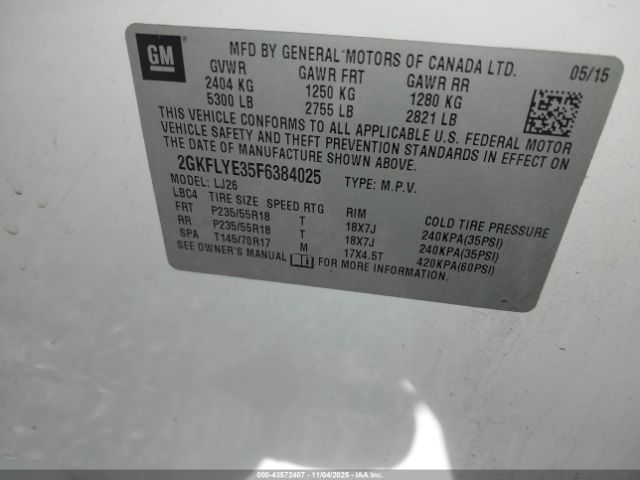 GM
MFD BY GENERAL MOTORS OF CANADA LTD. 05/15
GVWR GAWR FRT GAWR RR
2404 KG 1250 KG 1280 KG
5300 LB 2755 LB 2821 LB
THIS VEHICLE CONFORMS TO ALL APPLICABLE U.S. FEDERAL MOTOR
VEHICLE SAFETY AND THEFT PREVENTION STANDARDS IN EFFECT ON
THE DATE OF MANUFACTURE SHOWN ABOVE.
2GKFLYE35F6384025 TYPE: M.P.V.
MODEL: LJ26
LBC4 TIRE SIZE SPEED RTG RIM COLD TIRE PRESSURE
FRT P235/55R18 T 18X7J 240KPA(35PSI)
RR P235/55R18 T 18X7J 240KPA(35PSI)
SPA T145/70R17 M 17X4.5T 420KPA(60PSI)
SEE OWNER'S MANUAL FOR MORE INFORMATION.
000-43572407 - 11/04/2025 - IAAI Copart